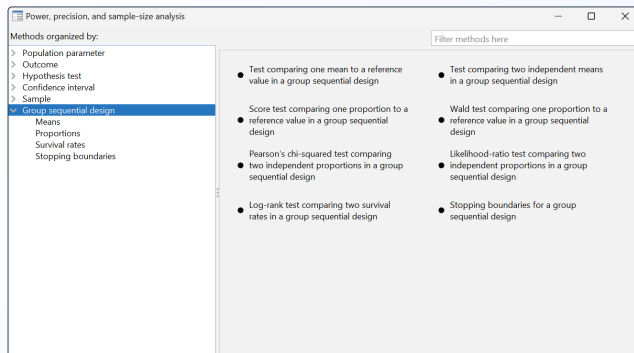 Power, precision, and sample-size analysis
Methods organized by:
Filter methods here
Population parameter
Outcome
Hypothesis test
Confidence interval
Sample
Group sequential design
Means
Proportions
Survival rates
Stopping boundaries
Test comparing one mean to a reference
value in a group sequential design
Test comparing two independent means
in a group sequential design
Score test comparing one proportion to a
reference value in a group sequential
design
Wald test comparing one proportion to a
reference value in a group sequential
design
Pearson's chi-squared test comparing
two independent proportions in a group
sequential design
Likelihood-ratio test comparing two
independent proportions in a group
sequential design
Log-rank test comparing two survival
rates in a group sequential design
Stopping boundaries for a group
sequential design